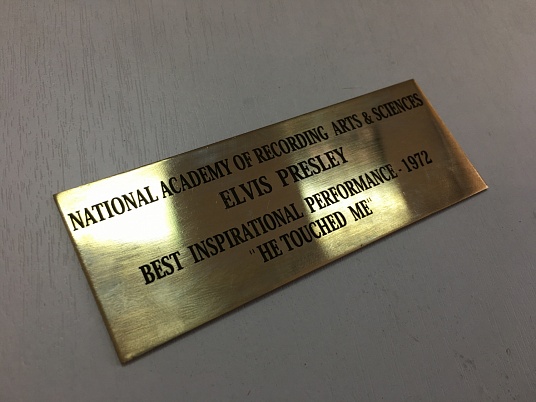 NATIONAL ACADEMY OF RECORDING ARTS & SCIENCES
ELVIS PRESLEY
BEST INSPIRATIONAL PERFORMANCE - 1972
"HE TOUCHED ME"